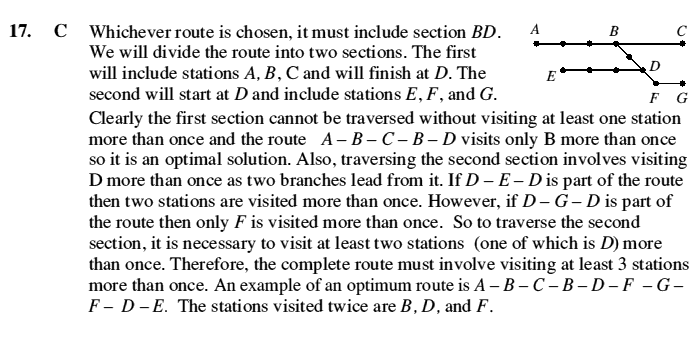 17. C Whichever route is chosen, it must include section BD.
We will divide the route into two sections. The first
will include stations A, B, C and will finish at D. The
second will start at D and include stations E, F, and G.
A B C
D
E
F G
Clearly the first section cannot be traversed without visiting at least one station
more than once and the route A – B – C – B – D visits only B more than once
so it is an optimal solution. Also, traversing the second section involves visiting
D more than once as two branches lead from it. If D – E – D is part of the route
then two stations are visited more than once. However, if D – G – D is part of
the route then only F is visited more than once. So to traverse the second
section, it is necessary to visit at least two stations (one of which is D) more
than once. Therefore, the complete route must involve visiting at least 3 stations
more than once. An example of an optimum route is A – B – C – B – D – F – G –
F – D – E. The stations visited twice are B, D, and F.